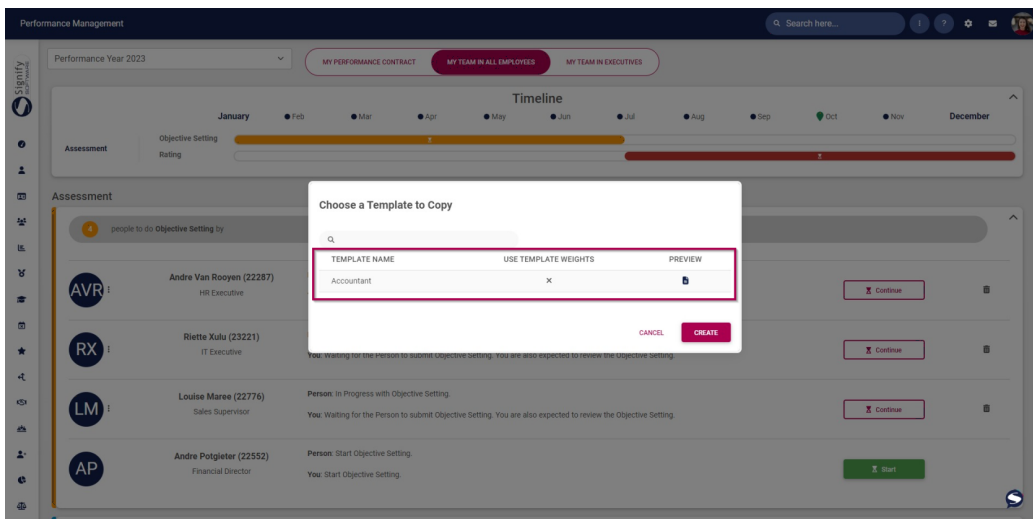 Performance Management
Search here...
Signify
Performance Year 2023
MY PERFORMANCE CONTRACT
MY TEAM IN ALL EMPLOYEES
MY TEAM IN EXECUTIVES
Timeline
January
Feb
Mar
Apr
May
Jun
Jul
Aug
Sep
Oct
Nov
December
Assessment
Objective Setting
Rating
Assessment
4 people to do Objective Setting by
Choose a Template to Copy
TEMPLATE NAME USE TEMPLATE WEIGHTS PREVIEW
Accountant
CANCEL CREATE
AVR
Andre Van Rooyen (22287)
HR Executive
Continue
RX
Riette Xulu (23221)
IT Executive
You: Waiting for the Person to submit Objective Setting. You are also expected to review the Objective Setting.
Continue
LM
Louise Maree (22776)
Sales Supervisor
Person: In Progress with Objective Setting.
You: Waiting for the Person to submit Objective Setting. You are also expected to review the Objective Setting.
Continue
AP
Andre Potgieter (22552)
Financial Director
Person: Start Objective Setting.
You: Start Objective Setting.
Start